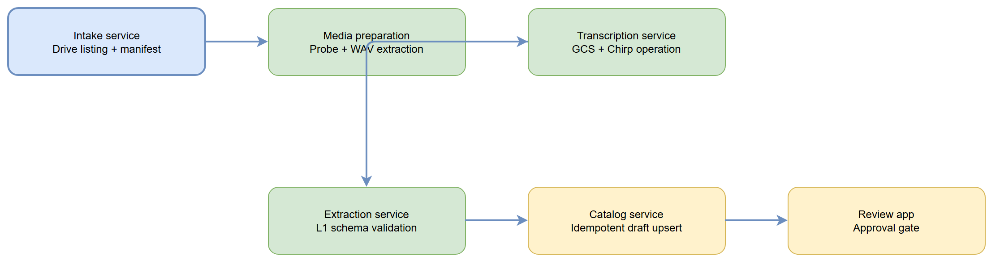 Intake service
Drive listing + manifest
Media preparation
Probe + WAV extraction
Transcription service
GCS + Chirp operation
Extraction service
L1 schema validation
Catalog service
Idempotent draft upsert
Review app
Approval gate